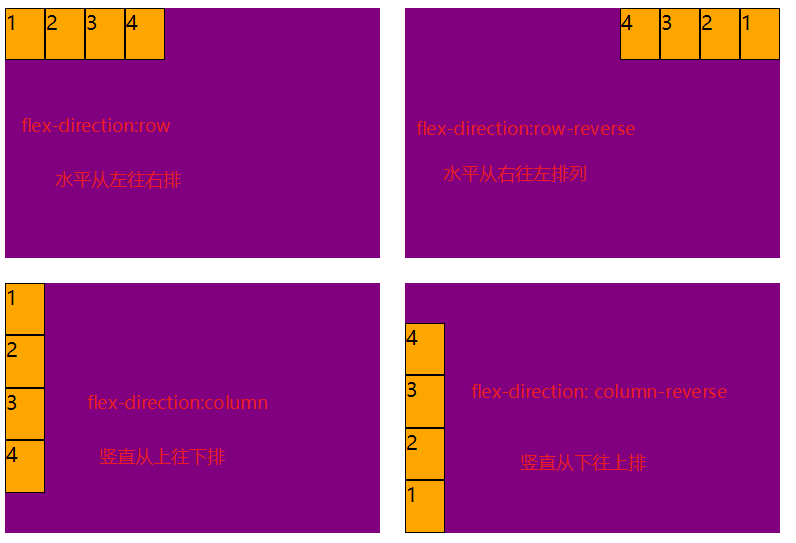 1 2 3 4
flex-direction:row
水平从左往右排
4 3 2 1
flex-direction:row-reverse
水平从右往左排列
1
2
3
4
flex-direction:column
竖直从上往下排
4
3
2
1
flex-direction: column-reverse
竖直从下往上排